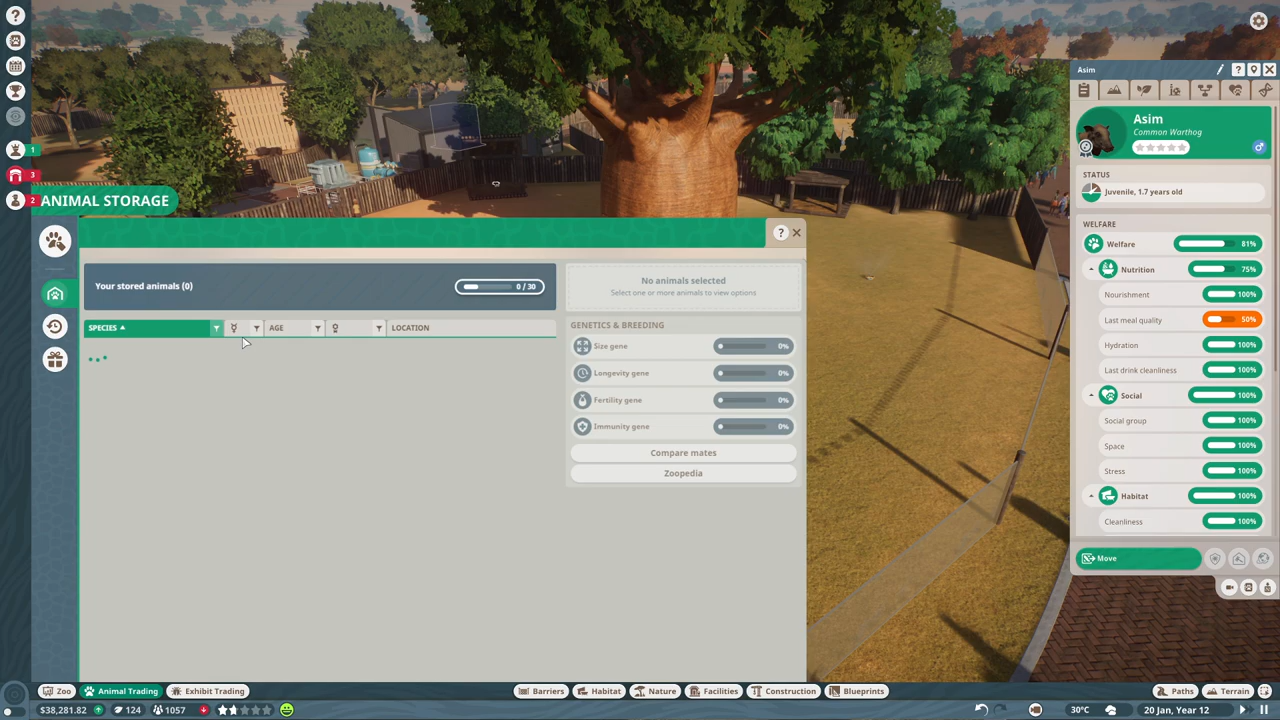 1
3
2
ANIMAL STORAGE
?
Your stored animals (0)
0 / 30
SPECIES
AGE
LOCATION
No animals selected
Select one or more animals to view options
GENETICS & BREEDING
Size gene
0%
Longevity gene
0%
Fertility gene
0%
Immunity gene
0%
Compare mates
Zoopedia
Asim
?
Asim
Common Warthog
STATUS
Juvenile, 1.7 years old
WELFARE
Welfare
81%
Nutrition
75%
Nourishment
100%
Last meal quality
50%
Hydration
100%
Last drink cleanliness
100%
Social
100%
Social group
100%
Space
100%
Stress
100%
Habitat
100%
Cleanliness
100%
Move
Zoo
Animal Trading
Exhibit Trading
Barriers
Habitat
Nature
Facilities
Construction
Blueprints
Paths
Terrain
$38,281.82
124
1057
30°C
20 Jan, Year 12